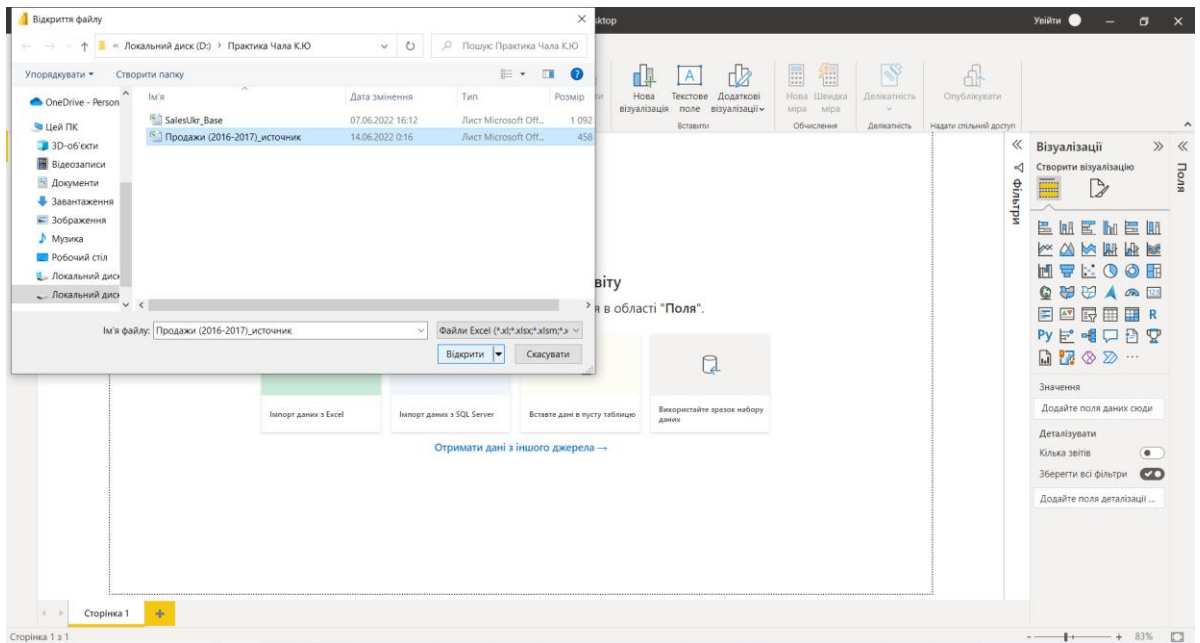 Відкриття файлу
ktop
Увійти
« Локальний диск (D:) > Практика Чала К.Ю
Пошук: Практика Чала К.Ю
Упорядкувати
Створити папку
Ім'я
Дата змінення
Тип
Розмір
SalesUkr_Base
07.06.2022 16:12
Лист Microsoft Off...
1 092
Продажи (2016-2017)_источник
14.06.2022 0:16
Лист Microsoft Off...
458
OneDrive - Person
Цей ПК
3D-об'єкти
Відеозаписи
Документи
Завантаження
Зображення
Музика
Робочий стіл
Локальний диск
Локальний диск
Ім'я файлу:
Продажи (2016-2017)_источник
Файли Excel (*.xl;*.xlsx;*.xlsm;*.x
Відкрити
Скасувати
Нова візуалізація
Текстове поле
Додаткові візуалізації
Вставити
Нова міра
Швидка міра
Обчислення
Делікатність
Делікатність
Опублікувати
Надати спільний доступ
віту
я в області "Поля".
Імпорт даних з Excel
Імпорт даних з SQL Server
Вставте дані в пусту таблицю
Використайте зразок набору даних
Отримати дані з іншого джерела →
Фільтри
Візуалізації
Поля
Створити візуалізацію
123
R
Py
Значення
Додайте поля даних сюди
Деталізувати
Кілька звітів
Зберегти всі фільтри
Додайте поля деталізації ...
Сторінка 1
Сторінка 1 з 1
83%